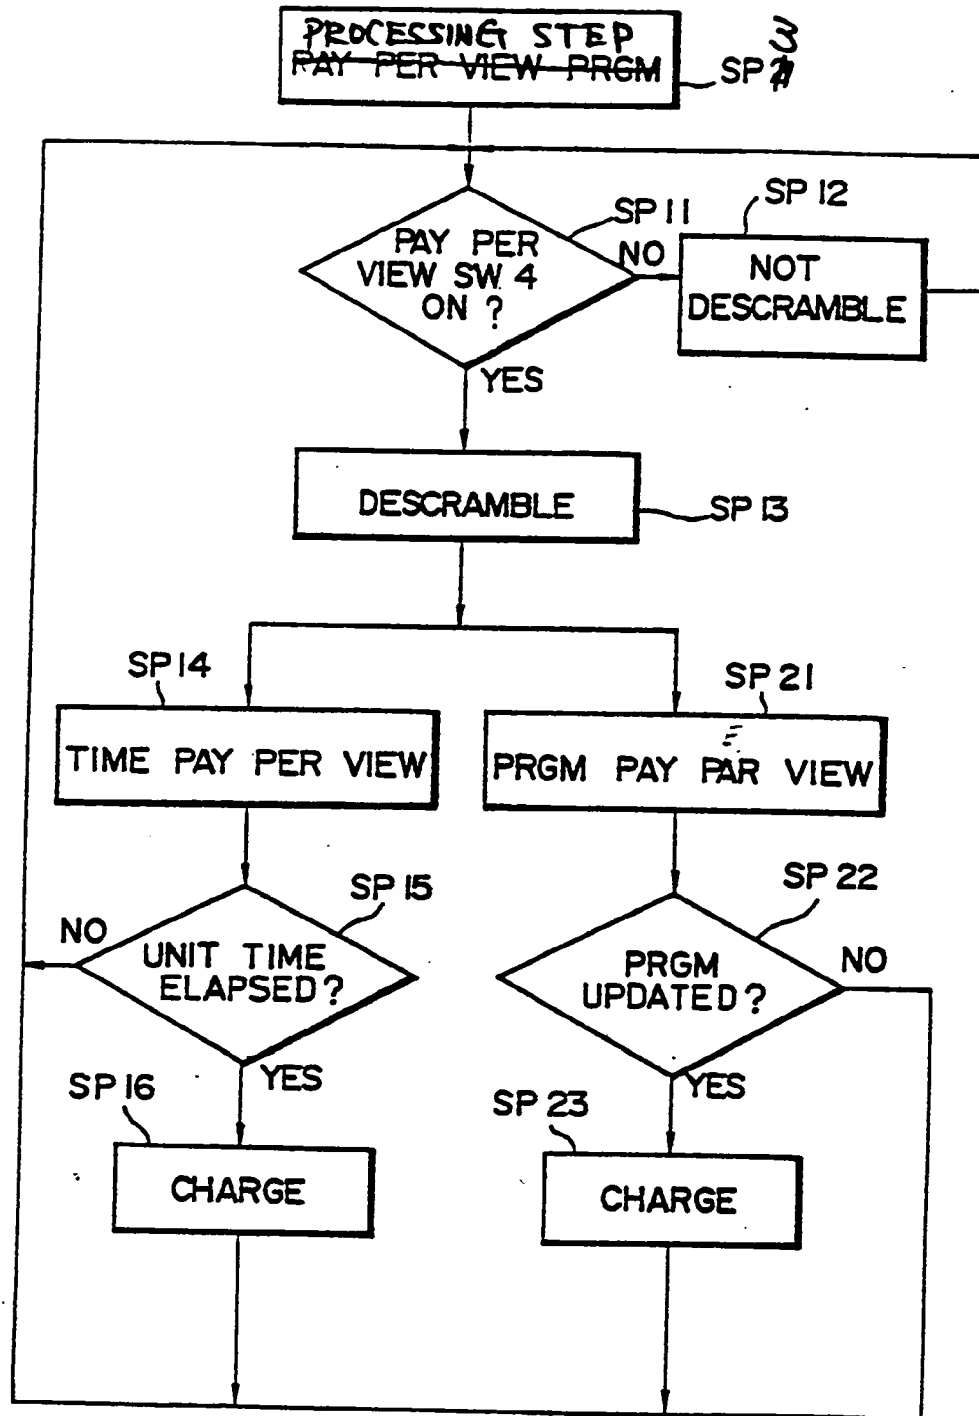 PROCESSING STEP
PAY PER VIEW PRGM
SP 3
SP 11
SP 12
PAY PER
VIEW SW. 4
ON ?
NO
NOT
DESCRAMBLE
YES
DESCRAMBLE
SP 13
SP 14
SP 21
TIME PAY PER VIEW
E
PRGM PAY PAR VIEW
SP 15
SP 22
NO
UNIT TIME
ELAPSED ?
PRGM
UPDATED ?
NO
YES
YES
SP 16
SP 23
CHARGE
CHARGE